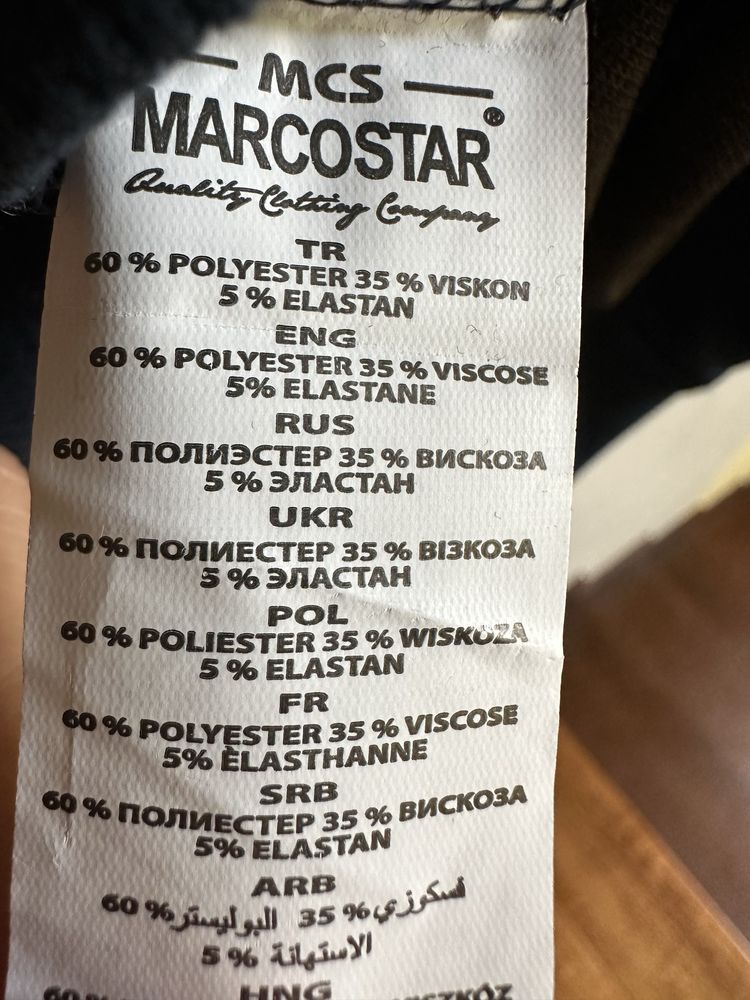 MCS
MARCOSTAR®
Quality Clothing Company
TR
60 % POLYESTER 35 % VISKON
5 % ELASTAN
ENG
60 % POLYESTER 35 % VISCOSE
5% ELASTANE
RUS
60 % ПОЛИЭСТЕР 35 % ВИСКОЗА
5 % ЭЛАСТАН
UKR
60 % ПОЛИЕСТЕР 35 % ВІЗКОЗА
5 % ЭЛАСТАН
POL
60 % POLIESTER 35 % WISKOZA
5 % ELASTAN
FR
60 % POLYESTER 35 % VISCOSE
5% ÈLASTHANNE
SRB
60 % ПОЛИЕСТЕР 35 % ВИСКОЗА
5% ELASTAN
ARB
60 % البوليستر 35 % أسكوزي
5 % الاستهانة
HNG